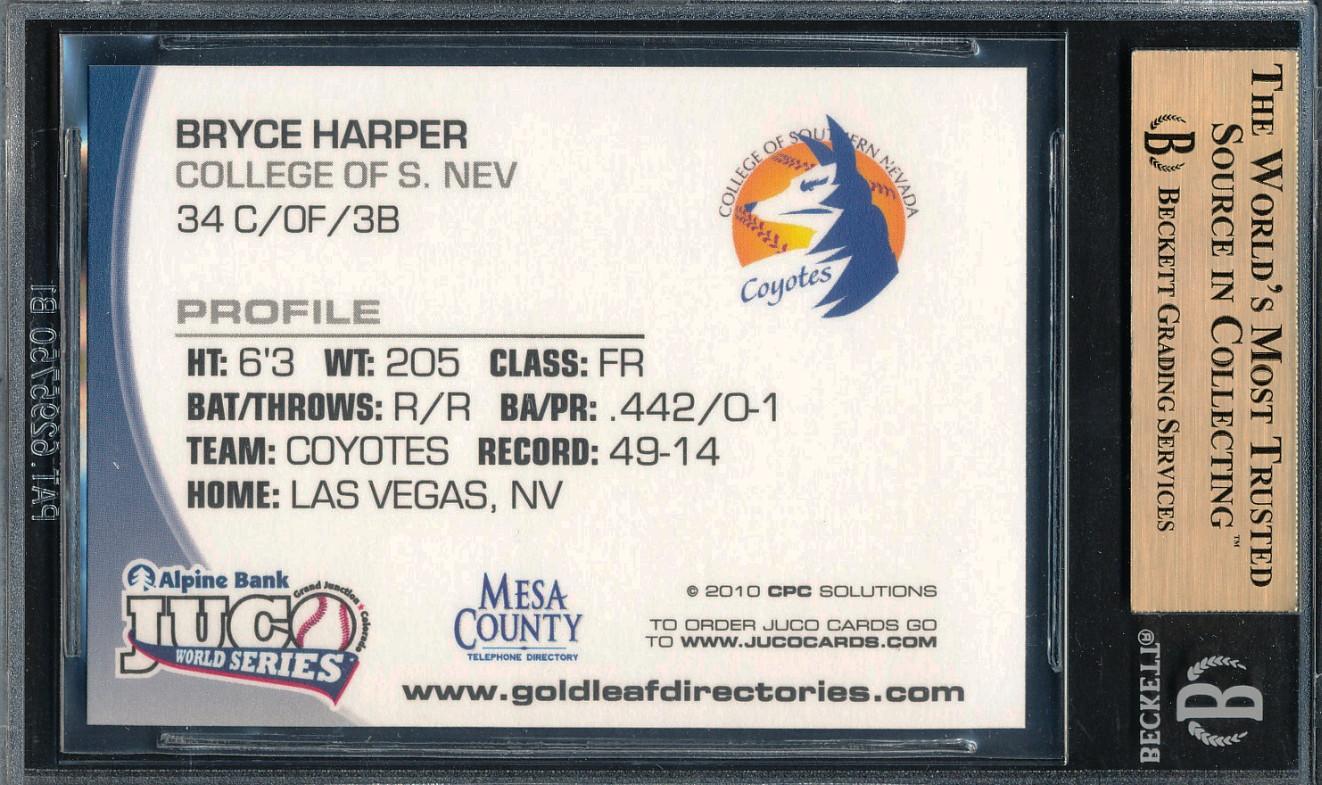 BRYCE HARPER
COLLEGE OF S. NEV
34 C/OF/3B
COLLEGE OF SOUTHERN NEVADA
Coyotes
PROFILE
HT: 6'3 WT: 205 CLASS: FR
BAT/THROWS: R/R BA/PR: .442/0-1
TEAM: COYOTES RECORD: 49-14
HOME: LAS VEGAS, NV
Alpine Bank
Grand Junction ★ Colorado
JUCO
WORLD SERIES
MESA
COUNTY
TELEPHONE DIRECTORY
© 2010 CPC SOLUTIONS
TO ORDER JUCO CARDS GO
TO WWW.JUCOCARDS.COM
www.goldleafdirectories.com
THE WORLD'S MOST TRUSTED
SOURCE IN COLLECTING™
B BECKETT GRADING SERVICES
BECKETT®
B
PAT. 6295750 B1